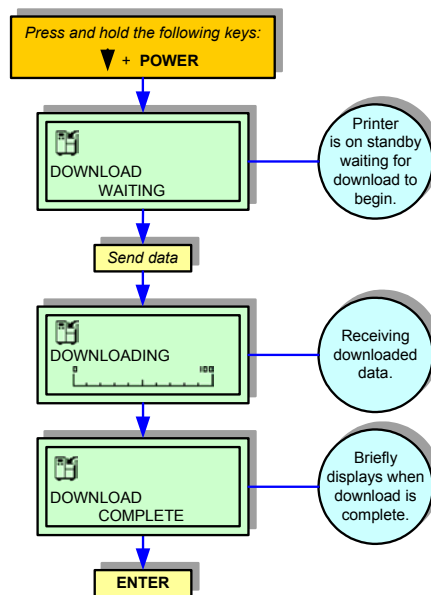 Press and hold the following keys:
+ POWER
DOWNLOAD
WAITING
Printer
is on standby
waiting for
download to
begin.
Send data
DOWNLOADING
0 100
Receiving
downloaded
data.
DOWNLOAD
COMPLETE
Briefly
displays when
download is
complete.
ENTER